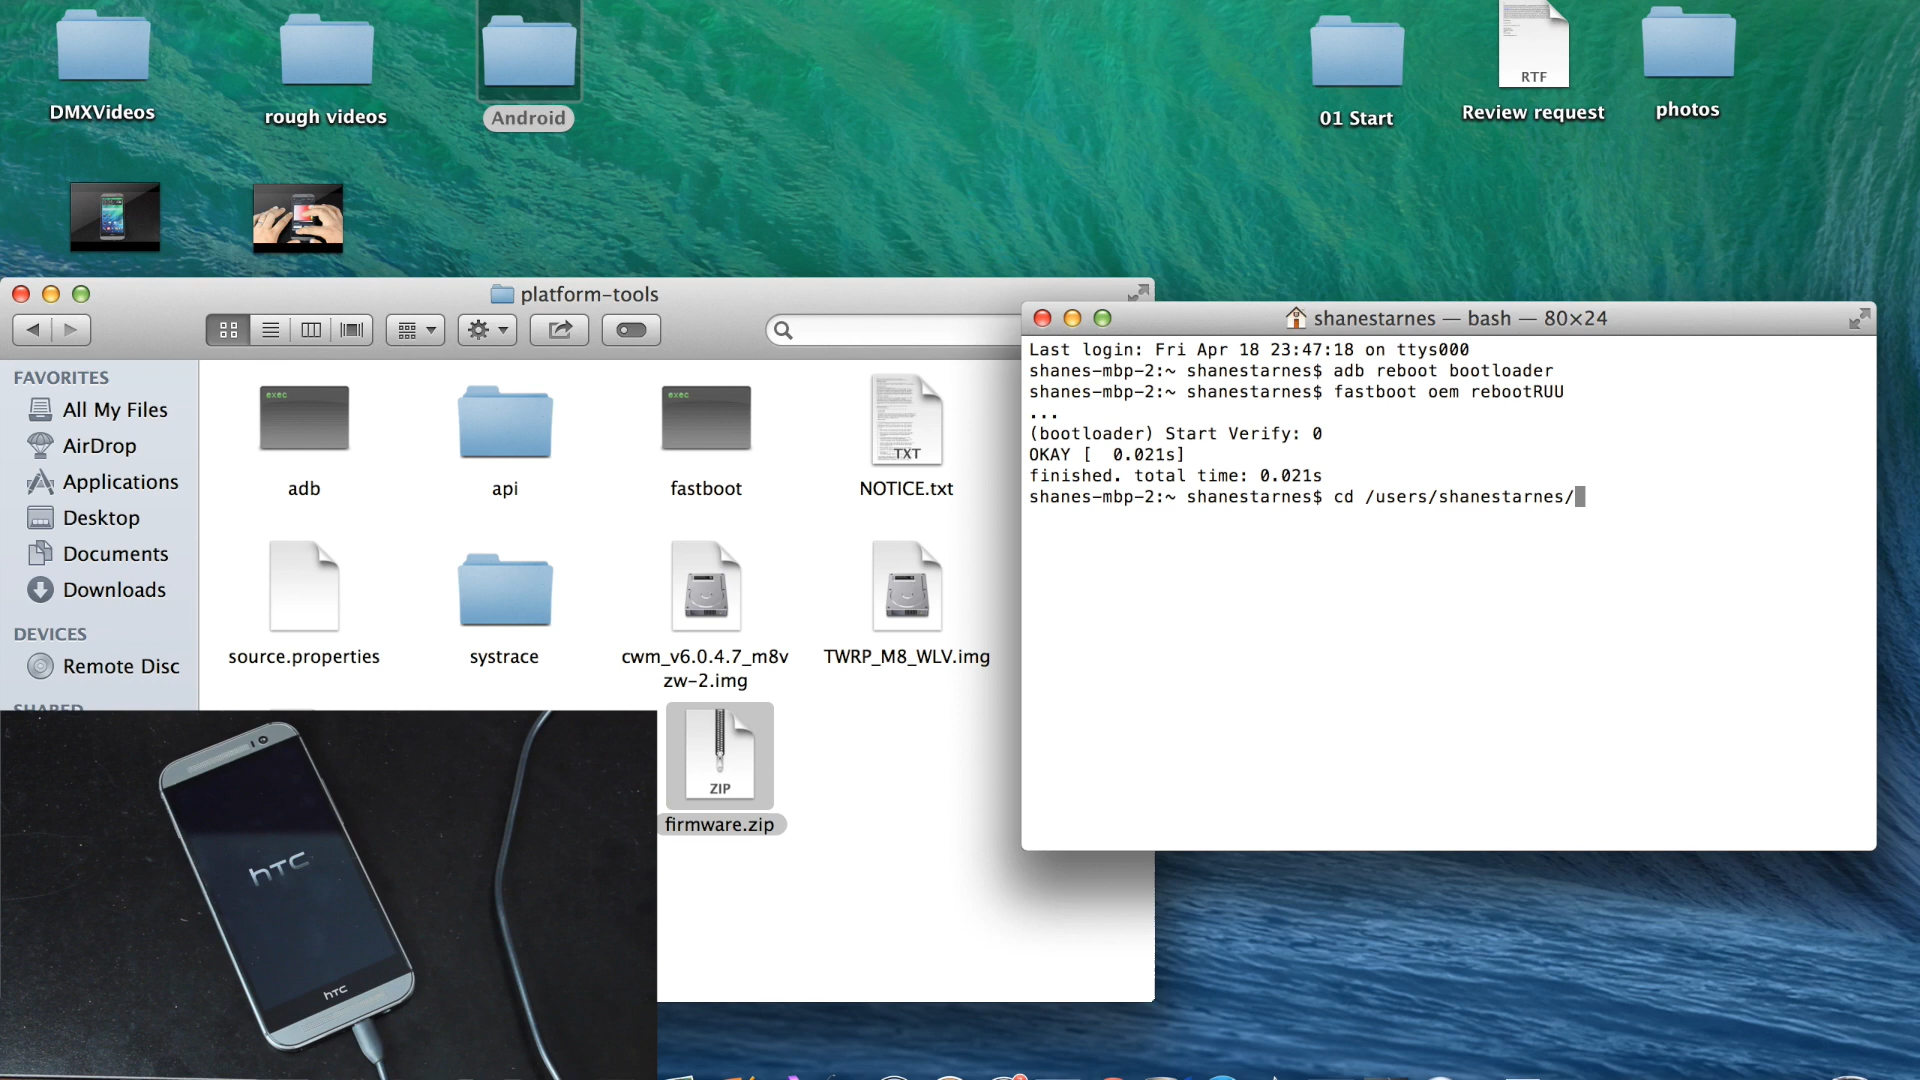 DMXVideos
rough videos
Android
01 Start
RTF
Review request
photos
platform-tools
FAVORITES
All My Files
AirDrop
Applications
Desktop
Documents
Downloads
DEVICES
Remote Disc
SHARED
exec
adb
api
exec
fastboot
TXT
NOTICE.txt
source.properties
systrace
cwm_v6.0.4.7_m8v
zw-2.img
TWRP_M8_WLV.img
ZIP
firmware.zip
shanestarnes — bash — 80×24
Last login: Fri Apr 18 23:47:18 on ttys000
shanes-mbp-2:~ shanestarnes$ adb reboot bootloader
shanes-mbp-2:~ shanestarnes$ fastboot oem rebootRUU
...
(bootloader) Start Verify: 0
OKAY [  0.021s]
finished. total time: 0.021s
shanes-mbp-2:~ shanestarnes$ cd /users/shanestarnes/
hTC
hTC